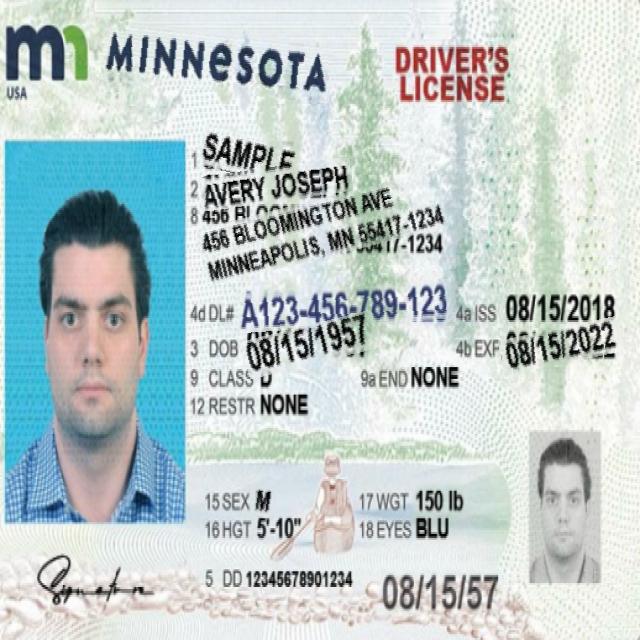 mn MINNESOTA
USA
DRIVER'S
LICENSE
1 SAMPLE
2 AVERY JOSEPH
8 456 BLOOMINGTON AVE
MINNEAPOLIS, MN 55417-1234
4d DL# A123-456-789-123 4a ISS 08/15/2018
3 DOB 08/15/1957 4b EXP 08/15/2022
9 CLASS D 9a END NONE
12 RESTR NONE
15 SEX M 17 WGT 150 lb
16 HGT 5'-10" 18 EYES BLU
5 DD 12345678901234
08/15/57
Signature